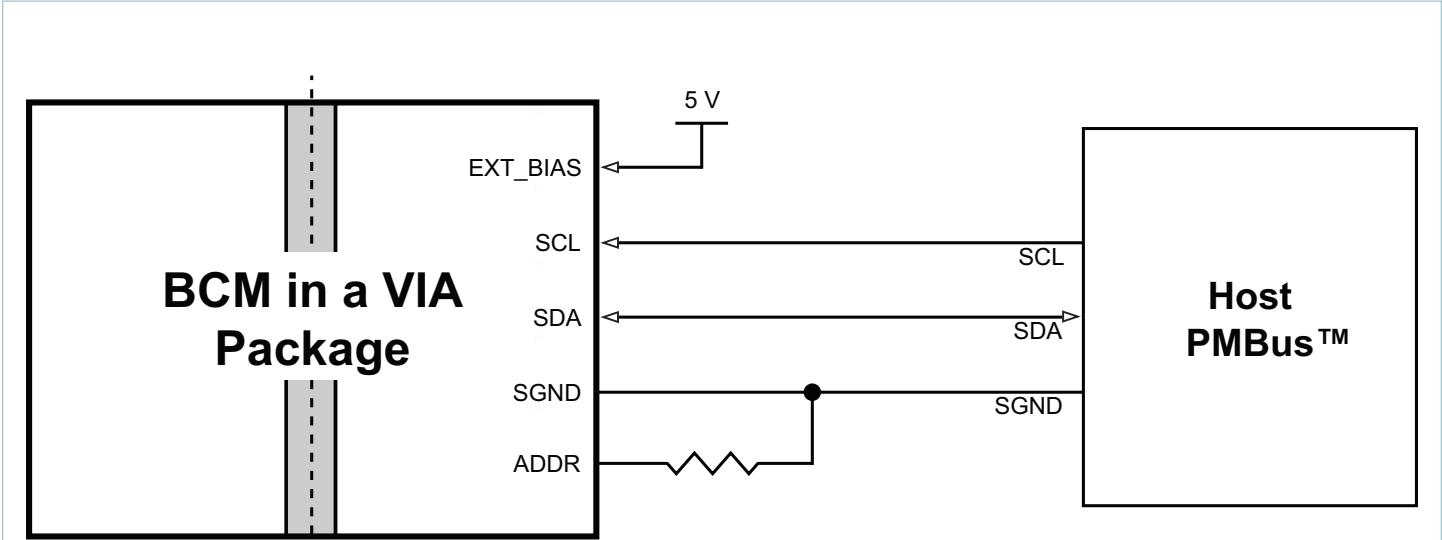 5 V
EXT_BIAS
SCL
SCL
BCM in a VIA
Package
SDA
SDA
Host
PMBus™
SGND
SGND
ADDR